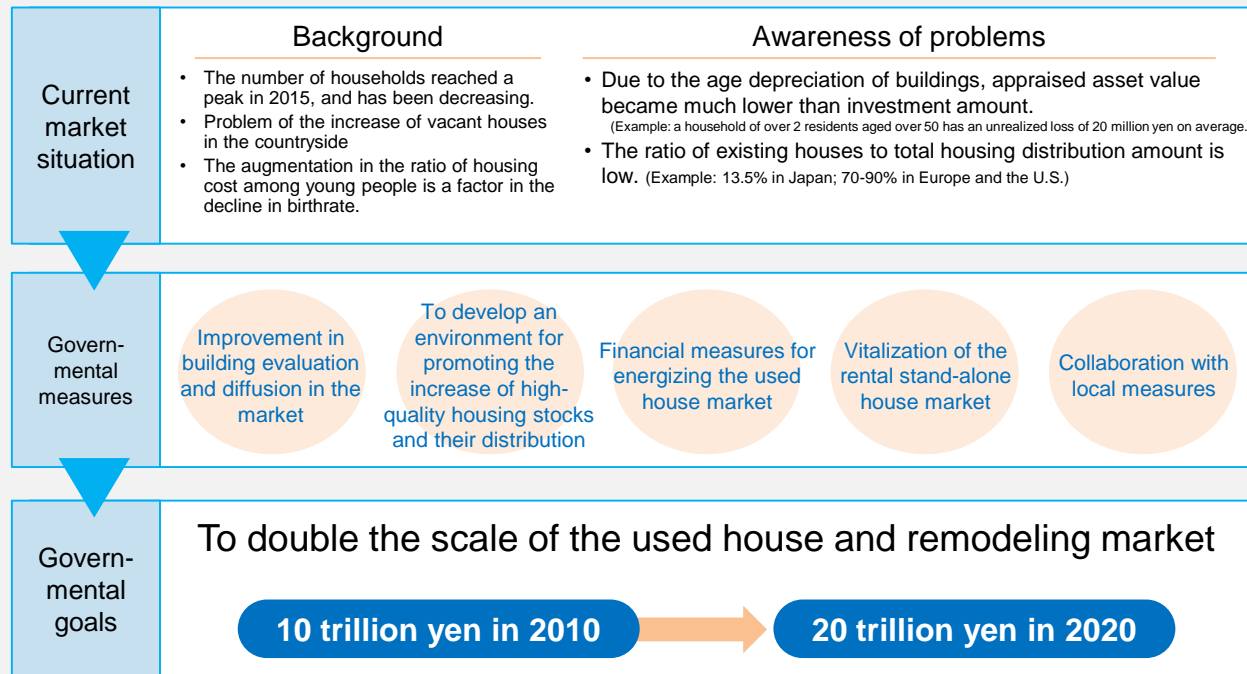 Current
market
situation
Background
• The number of households reached a
peak in 2015, and has been decreasing.
• Problem of the increase of vacant houses
in the countryside
• The augmentation in the ratio of housing
cost among young people is a factor in the
decline in birthrate.
Awareness of problems
• Due to the age depreciation of buildings, appraised asset value
became much lower than investment amount.
(Example: a household of over 2 residents aged over 50 has an unrealized loss of 20 million yen on average.
• The ratio of existing houses to total housing distribution amount is
low. (Example: 13.5% in Japan; 70-90% in Europe and the U.S.)
Govern-
mental
measures
Improvement in
building evaluation
and diffusion in the
market
To develop an
environment for
promoting the
increase of high-
quality housing stocks
and their distribution
Financial measures for
energizing the used
house market
Vitalization of the
rental stand-alone
house market
Collaboration with
local measures
Govern-
mental
goals
To double the scale of the used house and remodeling market
10 trillion yen in 2010
20 trillion yen in 2020